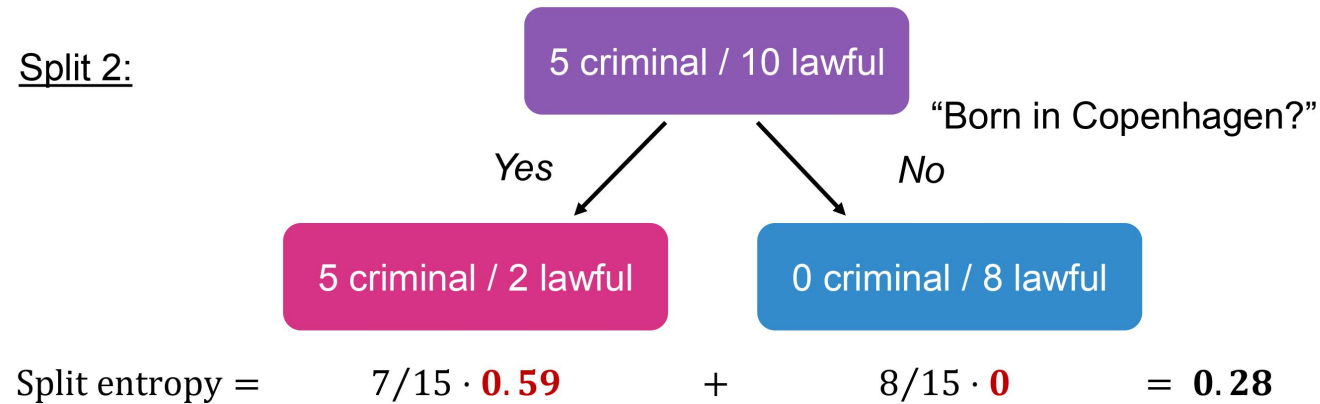 Split 2:
5 criminal / 10 lawful
“Born in Copenhagen?”
Yes
No
5 criminal / 2 lawful
0 criminal / 8 lawful
Split entropy = 7/15 · 0.59 + 8/15 · 0 = 0.28